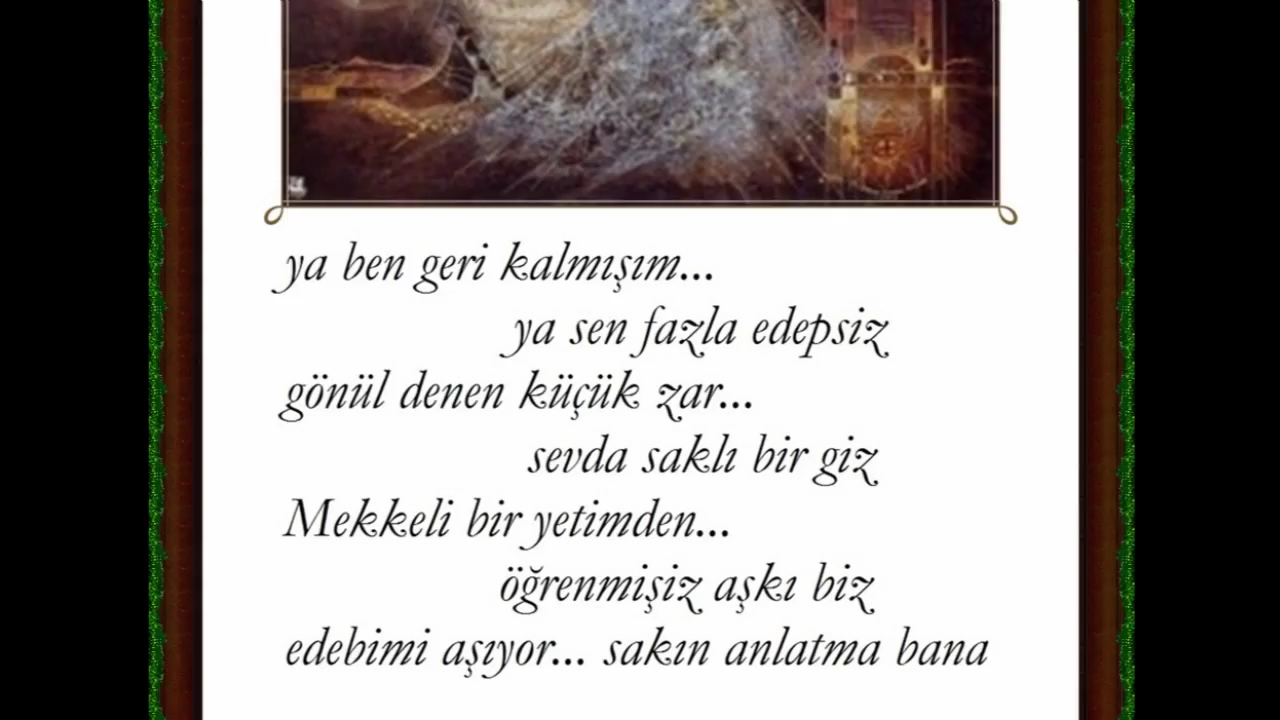 ya ben geri kalmışım...
ya sen fazla edepsiz
gönül denen küçük zar...
sevda saklı bir giz
Mekkeli bir yetimden...
öğrenmişiz aşkı biz
edebimi aşıyor... sakın anlatma bana